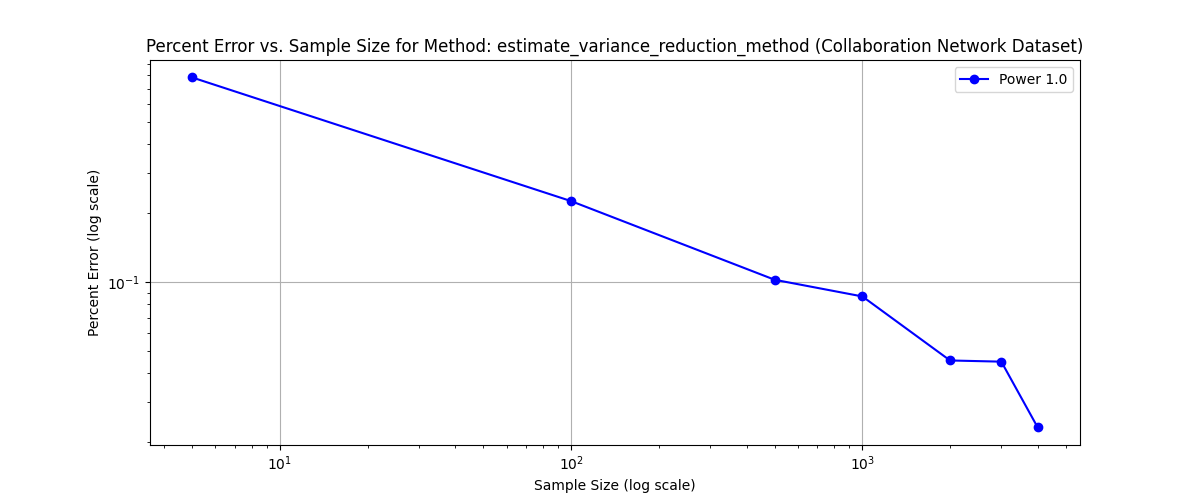 Percent Error vs. Sample Size for Method: estimate_variance_reduction_method (Collaboration Network Dataset)
Power 1.0
Percent Error (log scale)
10⁻¹
10¹ 10² 10³
Sample Size (log scale)